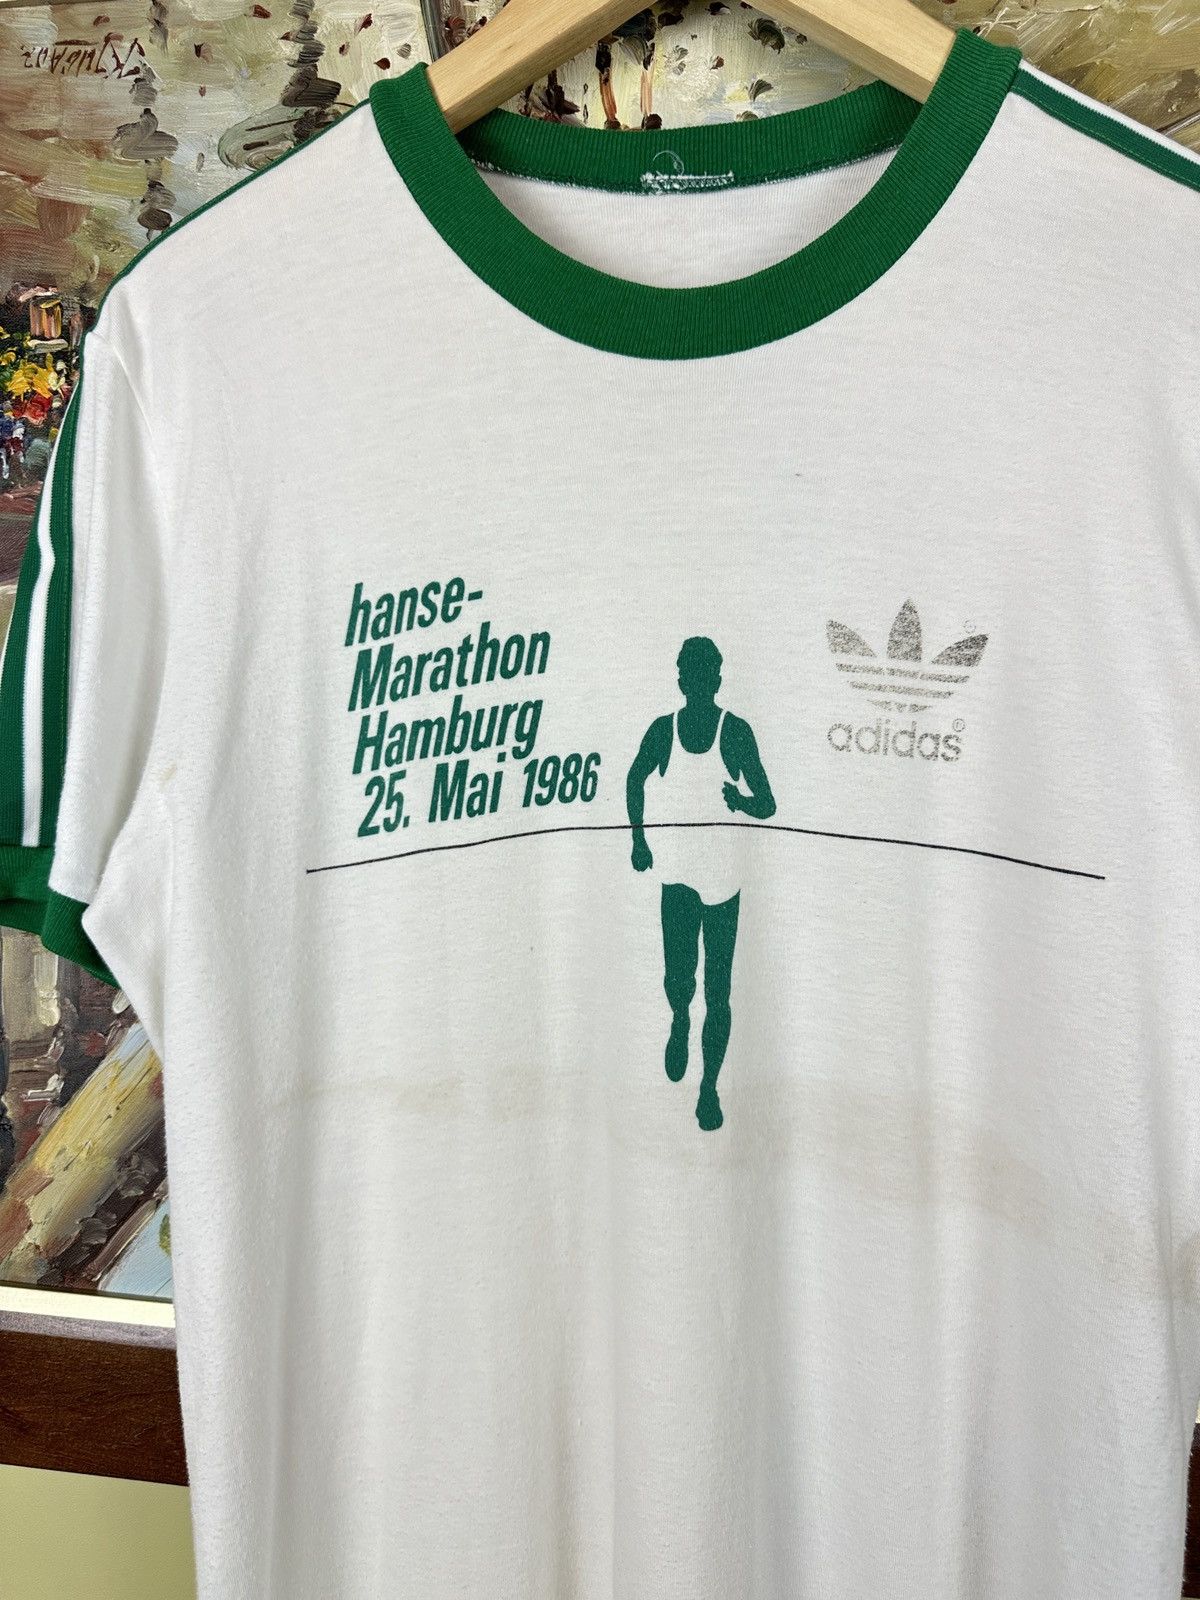 hanse-
Marathon
Hamburg
25. Mai 1986
adidas®